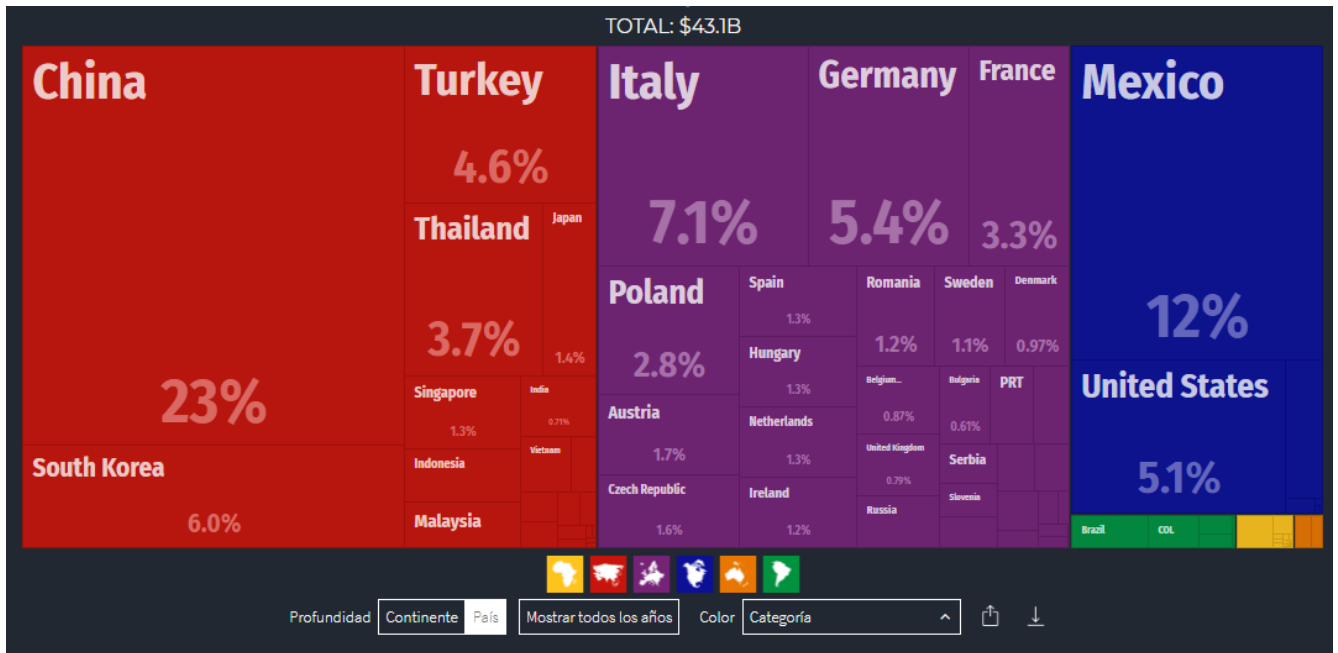 TOTAL: $43.1B
China
23%
South Korea
6.0%
Turkey
4.6%
Thailand
3.7%
Japan
1.4%
Singapore
1.3%
India
0.71%
Indonesia
Vietnam
Malaysia
Italy
7.1%
Germany
5.4%
France
3.3%
Poland
2.8%
Austria
1.7%
Czech Republic
1.6%
Spain
1.3%
Hungary
1.3%
Netherlands
1.3%
Ireland
1.2%
Romania
1.2%
Sweden
1.1%
Denmark
0.97%
Belgium...
0.87%
Bulgaria
0.61%
PRT
United Kingdom
0.79%
Serbia
Russia
Slovenia
Mexico
12%
United States
5.1%
Brazil
COL
Profundidad Continente País Mostrar todos los años Color Categoría